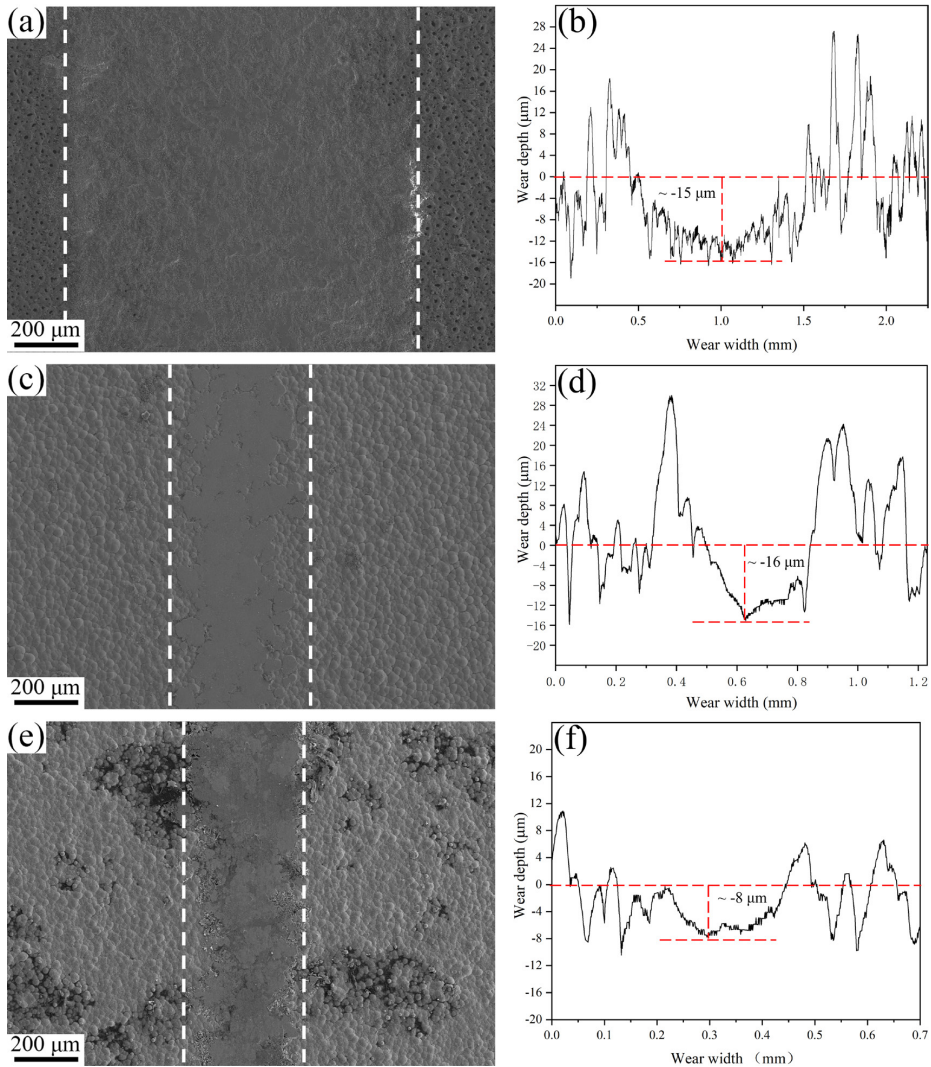 (a)
200 μm
(b)
28
24
20
16
12
8
4
0
-4
-8
-12
-16
-20
Wear depth (μm)
~ -15 μm
0.0 0.5 1.0 1.5 2.0
Wear width (mm)
(c)
200 μm
(d)
32
28
24
20
16
12
8
4
0
-4
-8
-12
-16
-20
Wear depth (μm)
~ -16 μm
0.0 0.2 0.4 0.6 0.8 1.0 1.2
Wear width (mm)
(e)
200 μm
(f)
20
16
12
8
4
0
-4
-8
-12
-16
-20
Wear depth (μm)
~ -8 μm
0.0 0.1 0.2 0.3 0.4 0.5 0.6 0.7
Wear width （mm）